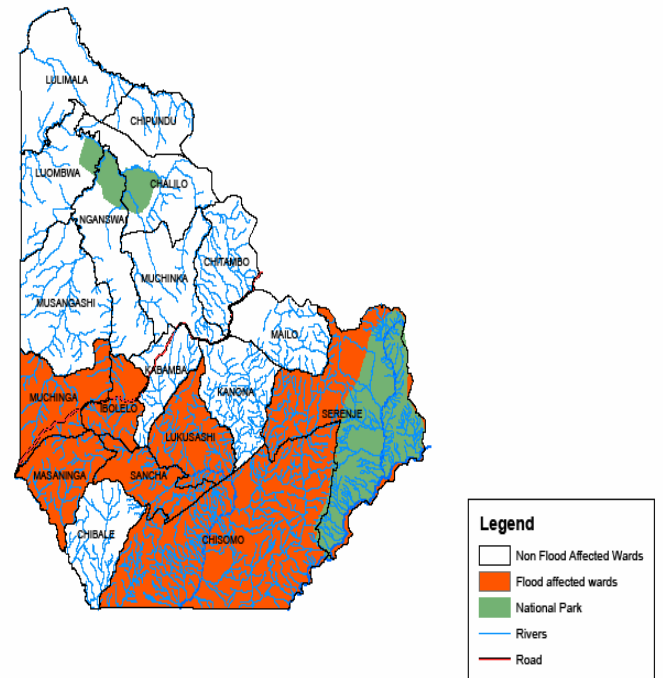 LULIMALA
CHIPUNDU
LUOMBWA
CHALILO
NGANSWA
CHITAMBO
MUCHINKA
MUSANGASHI
MAILO
KABAMBA
KANONA
MUCHINGA
IBOLELO
SERENJE
LUKUSASHI
MASANINGA
SANCHA
CHIBALE
CHISOMO
Legend
Non Flood Affected Wards
Flood affected wards
National Park
Rivers
Road